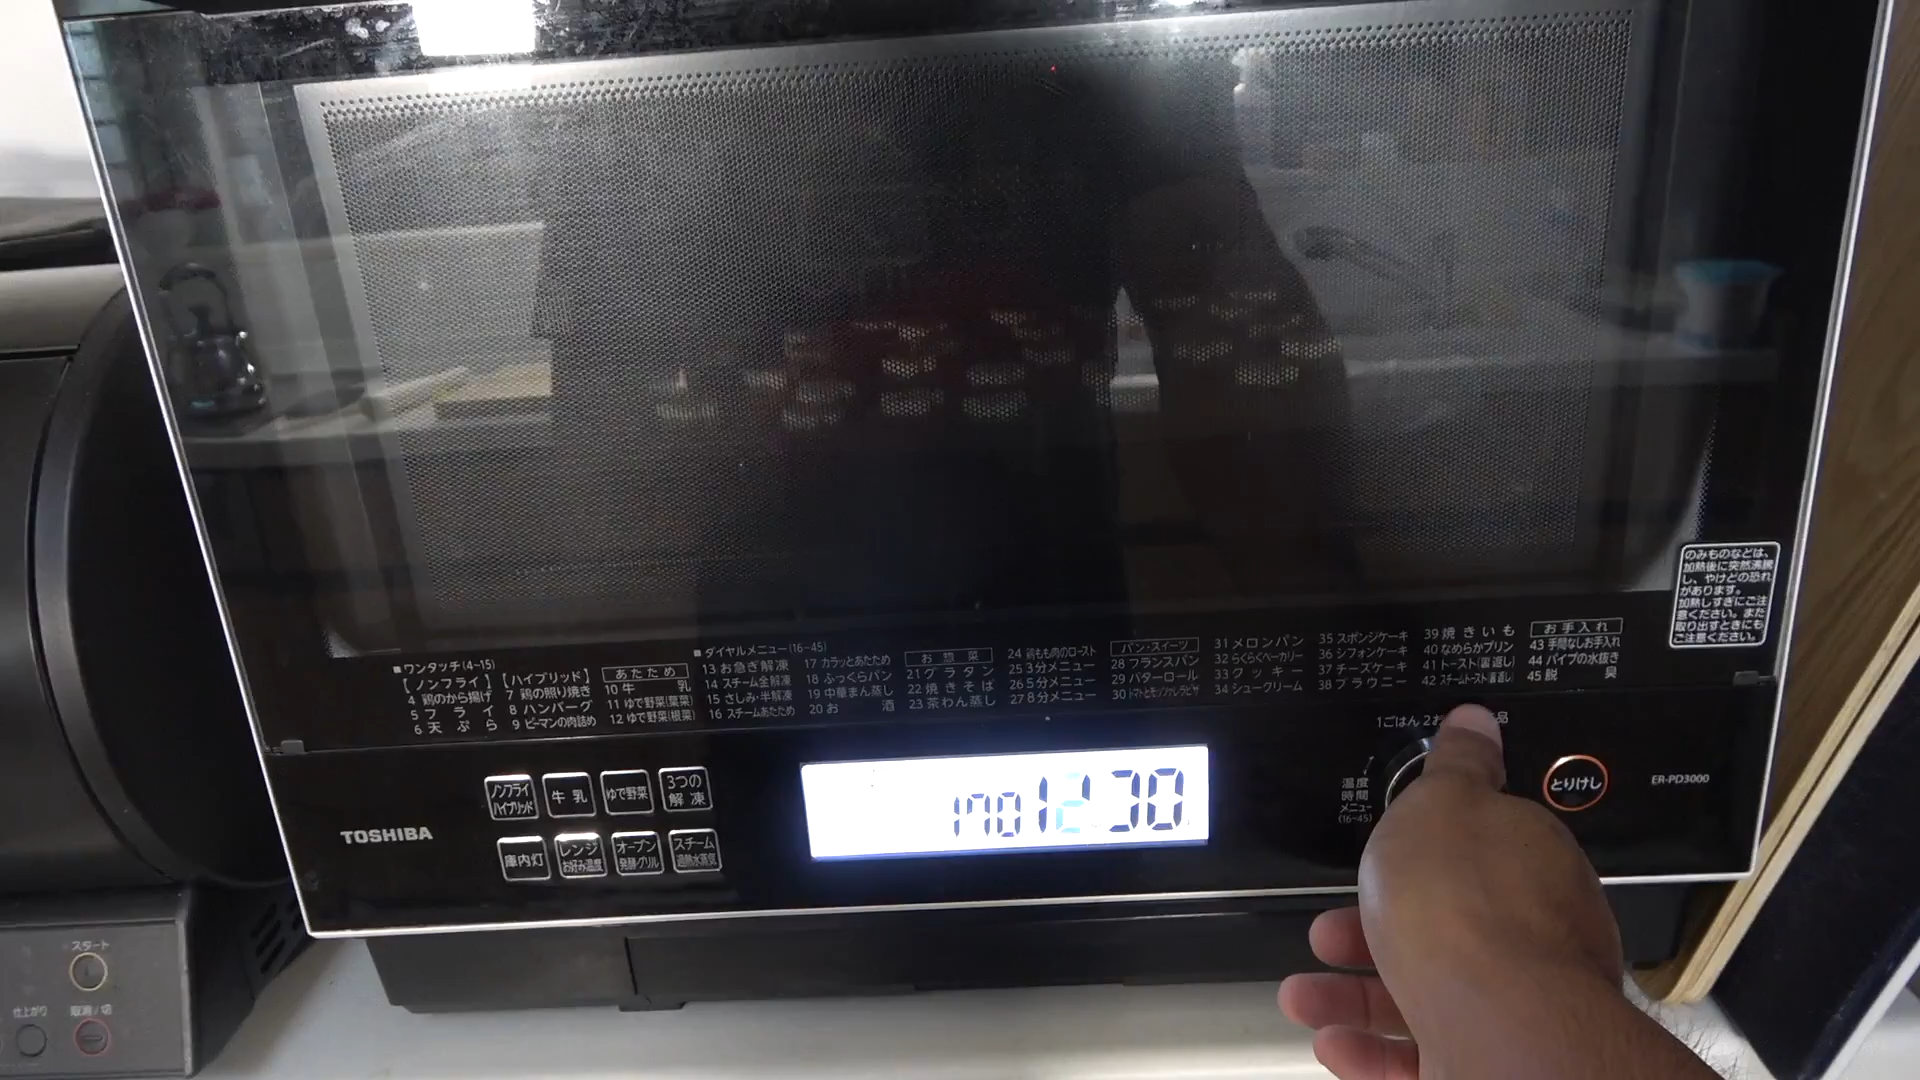 のみものなどは、
加熱後に突然沸騰
し、やけどの恐れ
があります。
加熱しすぎにご注
意ください。また
取り出すときにも
ご注意ください。
■ワンタッチ(4~15)
【ノンフライ】
4 鶏のから揚げ
5 フライ
6 天ぷら
【ハイブリッド】
7 鶏の照り焼き
8 ハンバーグ
9 ピーマンの肉詰め
あたため
10 牛乳
11 ゆで野菜(葉菜)
12 ゆで野菜(根菜)
■ダイヤルメニュー(16~45)
13 お急ぎ解凍
14 スチーム全解凍
15 さしみ・半解凍
16 スチームあたため
17 カラッとあたため
18 ふっくらパン
19 中華まん蒸し
20 お酒
お惣菜
21 グラタン
22 焼きそば
23 茶わん蒸し
24 鶏もも肉のロースト
25 3分メニュー
26 5分メニュー
27 8分メニュー
パン・スイーツ
28 フランスパン
29 バターロール
31 メロンパン
32 らくらくベーカリー
33 クッキー
34 シュークリーム
35 スポンジケーキ
36 シフォンケーキ
37 チーズケーキ
38 ブラウニー
39 焼きいも
40 なめらかプリン
41 トースト(裏返し)
42 スチームトースト(裏返し)
お手入れ
43 手間なしお手入れ
44 パイプの水抜き
45 脱臭
1ごはん 2お
品
温度
時間
メニュー
(16~45)
とりけし
ER-PD3000
TOSHIBA
ノンフライ
ハイブリッド
牛乳
ゆで野菜
3つの
解凍
庫内灯
レンジ
お好み温度
オーブン
発酵/グリル
スチーム
過熱水蒸気
170 12:30
スタート
仕上がり
取消/切